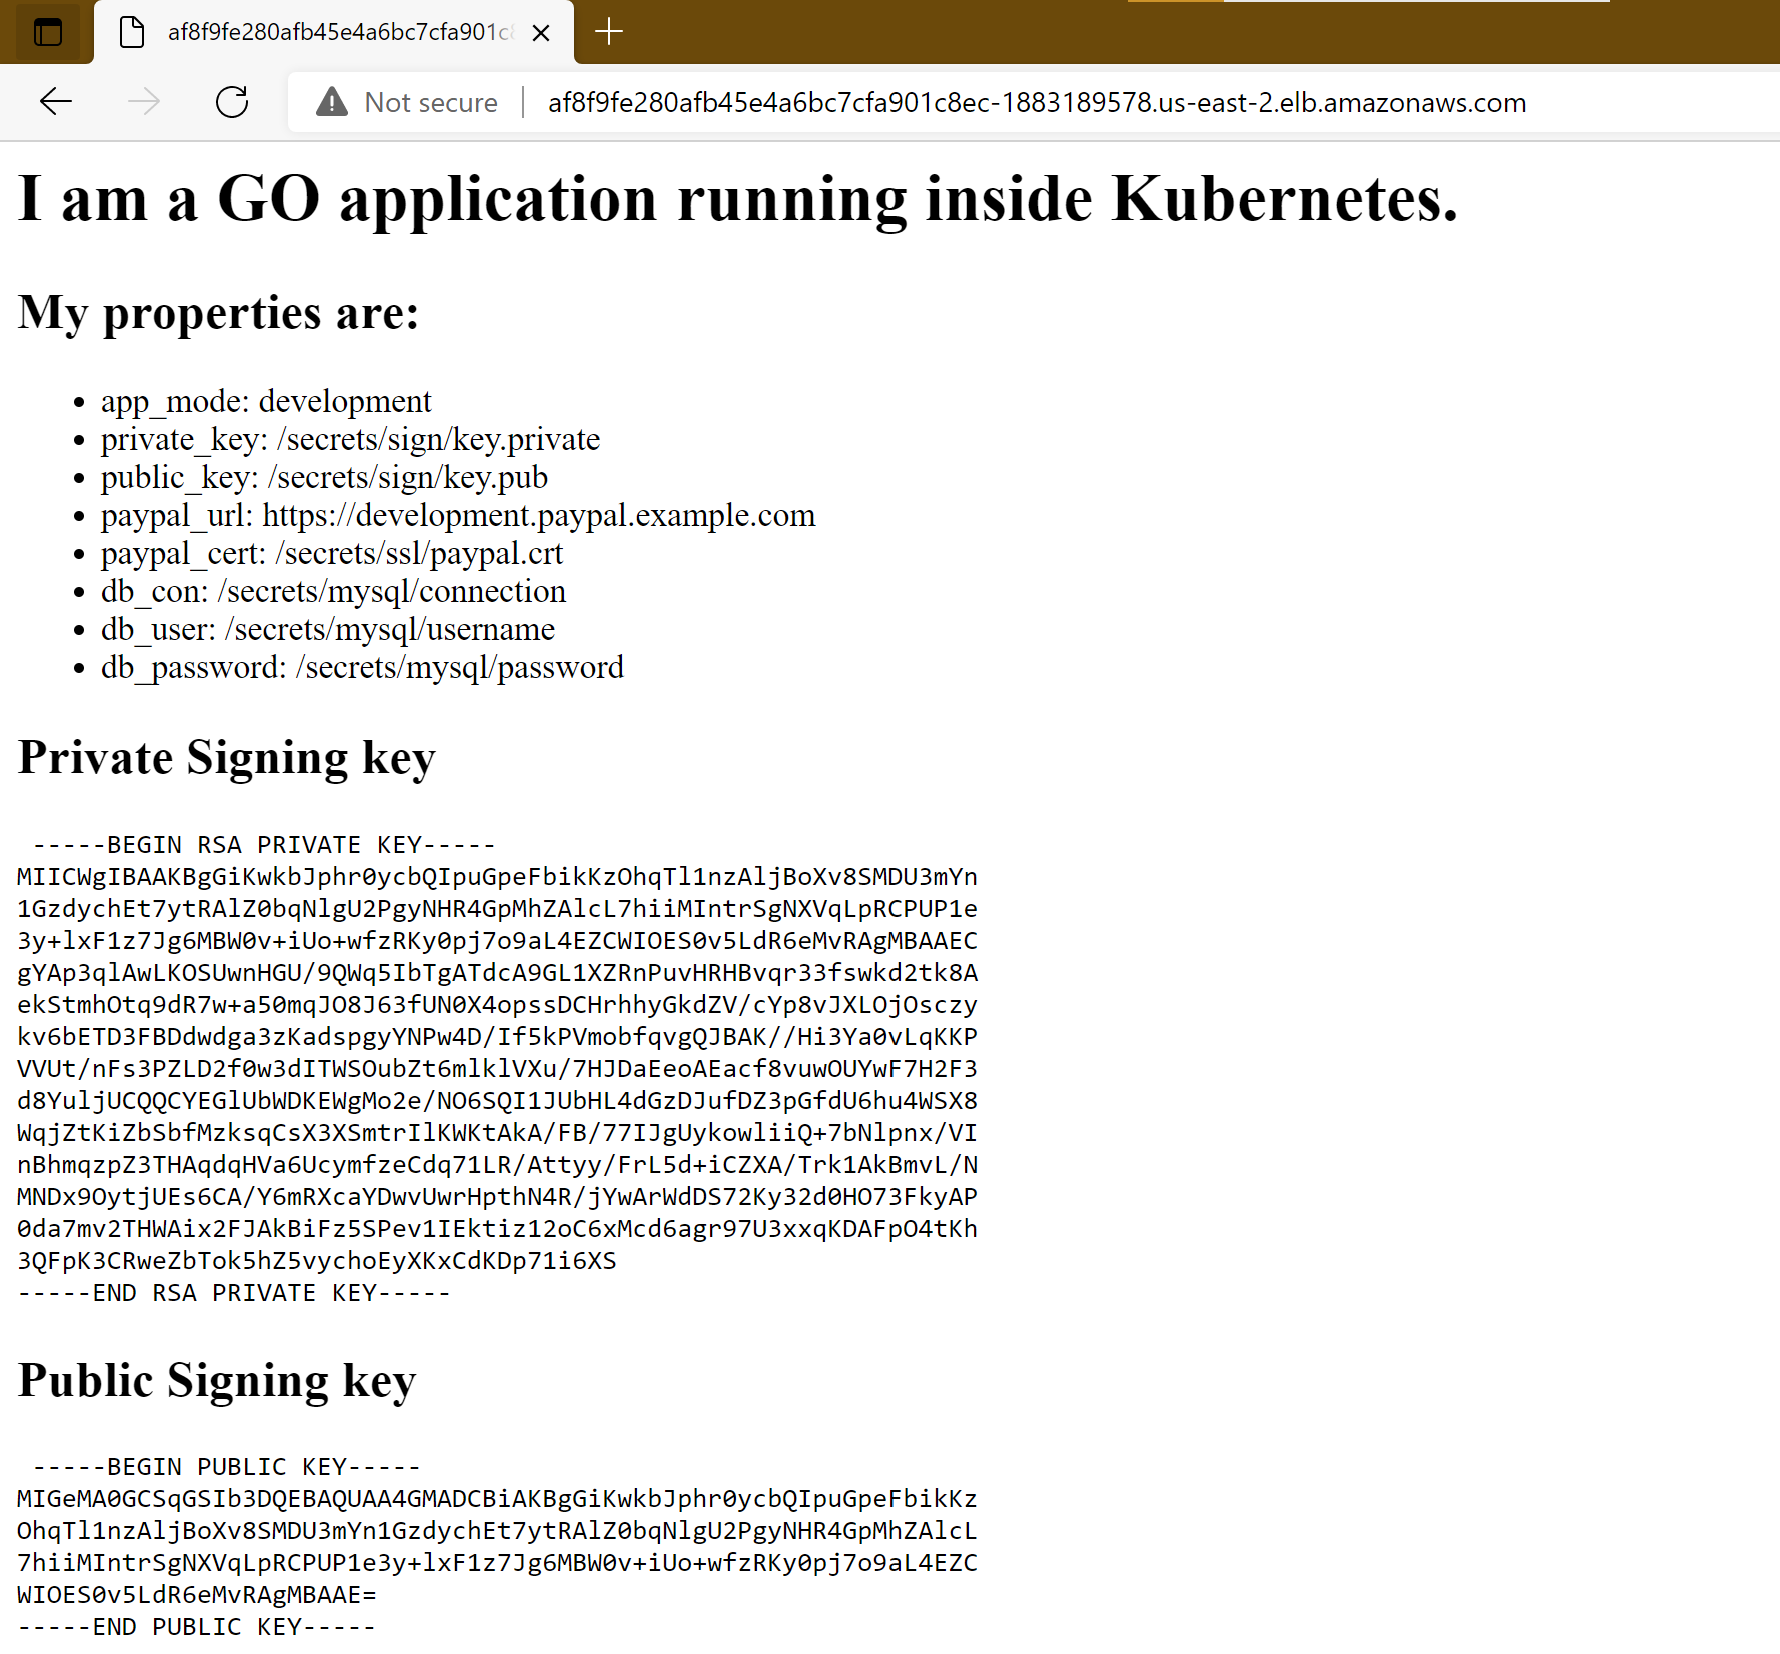 af8f9fe280afb45e4a6bc7cfa901c8
Not secure
af8f9fe280afb45e4a6bc7cfa901c8ec-1883189578.us-east-2.elb.amazonaws.com
I am a GO application running inside Kubernetes.
My properties are:
app_mode: development
private_key: /secrets/sign/key.private
public_key: /secrets/sign/key.pub
paypal_url: https://development.paypal.example.com
paypal_cert: /secrets/ssl/paypal.crt
db_con: /secrets/mysql/connection
db_user: /secrets/mysql/username
db_password: /secrets/mysql/password
Private Signing key
-----BEGIN RSA PRIVATE KEY-----
MIICWgIBAAKBgGiKwkbJphr0ycbQIpuGpeFbikKzOhqTl1nzAljBoXv8SMDU3mYn
1GzdychEt7ytRAlZ0bqNlgU2PgyNHR4GpMhZAlcL7hiiMIntrSgNXVqLpRCPUP1e
3y+lxF1z7Jg6MBW0v+iUo+wfzRKy0pj7o9aL4EZCWIOES0v5LdR6eMvRAgMBAAEC
gYAp3qlAwLKOSUwnHGU/9QWq5IbTgATdcA9GL1XZRnPuvHRHBvqr33fswkd2tk8A
ekStmhOtq9dR7w+a50mqJO8J63fUN0X4opssDCHrhhyGkdZV/cYp8vJXLOjOsczy
kv6bETD3FBDdwdga3zKadspgyYNPw4D/If5kPVmobfqvgQJBAK//Hi3Ya0vLqKKP
VVUt/nFs3PZLD2f0w3dITWSOubZt6mlklVXu/7HJDaEeoAEacf8vuwOUYwF7H2F3
d8YuljUCQQCYEGlUbWDKEWgMo2e/NO6SQI1JUbHL4dGzDJufDZ3pGfdU6hu4WSX8
WqjZtKiZbSbfMzksqCsX3XSmtrIlKWKtAkA/FB/77IJgUykowliiQ+7bNlpnx/VI
nBhmqzpZ3THAqdqHVa6UcymfzeCdq71LR/Attyy/FrL5d+iCZXA/Trk1AkBmvL/N
MNDx9OytjUEs6CA/Y6mRXcaYDwvUwrHpthN4R/jYwArWdDS72Ky32d0HO73FkyAP
0da7mv2THWAix2FJAkBiFz5SPev1IEktiz12oC6xMcd6agr97U3xxqKDAFpO4tKh
3QFpK3CRweZbTok5hZ5vychoEyXKxCdKDp71i6XS
-----END RSA PRIVATE KEY-----
Public Signing key
-----BEGIN PUBLIC KEY-----
MIGeMA0GCSqGSIb3DQEBAQUAA4GMADCBiAKBgGiKwkbJphr0ycbQIpuGpeFbikKz
OhqTl1nzAljBoXv8SMDU3mYn1GzdychEt7ytRAlZ0bqNlgU2PgyNHR4GpMhZAlcL
7hiiMIntrSgNXVqLpRCPUP1e3y+lxF1z7Jg6MBW0v+iUo+wfzRKy0pj7o9aL4EZC
WIOES0v5LdR6eMvRAgMBAAE=
-----END PUBLIC KEY-----